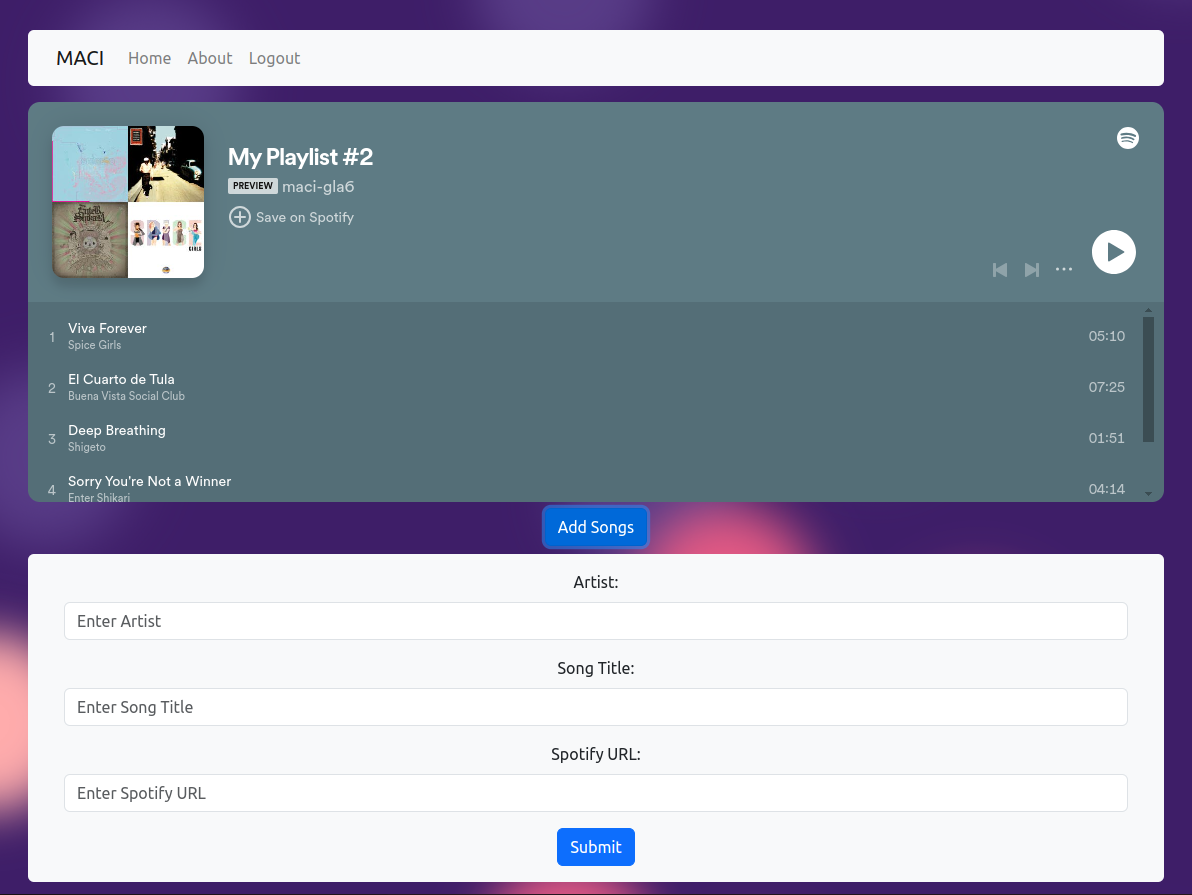 MACI Home About Logout
My Playlist #2
PREVIEW maci-gla6
Save on Spotify
1 Viva Forever 05:10
Spice Girls
2 El Cuarto de Tula 07:25
Buena Vista Social Club
3 Deep Breathing 01:51
Shigeto
4 Sorry You're Not a Winner 04:14
Enter Shikari
Add Songs
Artist:
Enter Artist
Song Title:
Enter Song Title
Spotify URL:
Enter Spotify URL
Submit